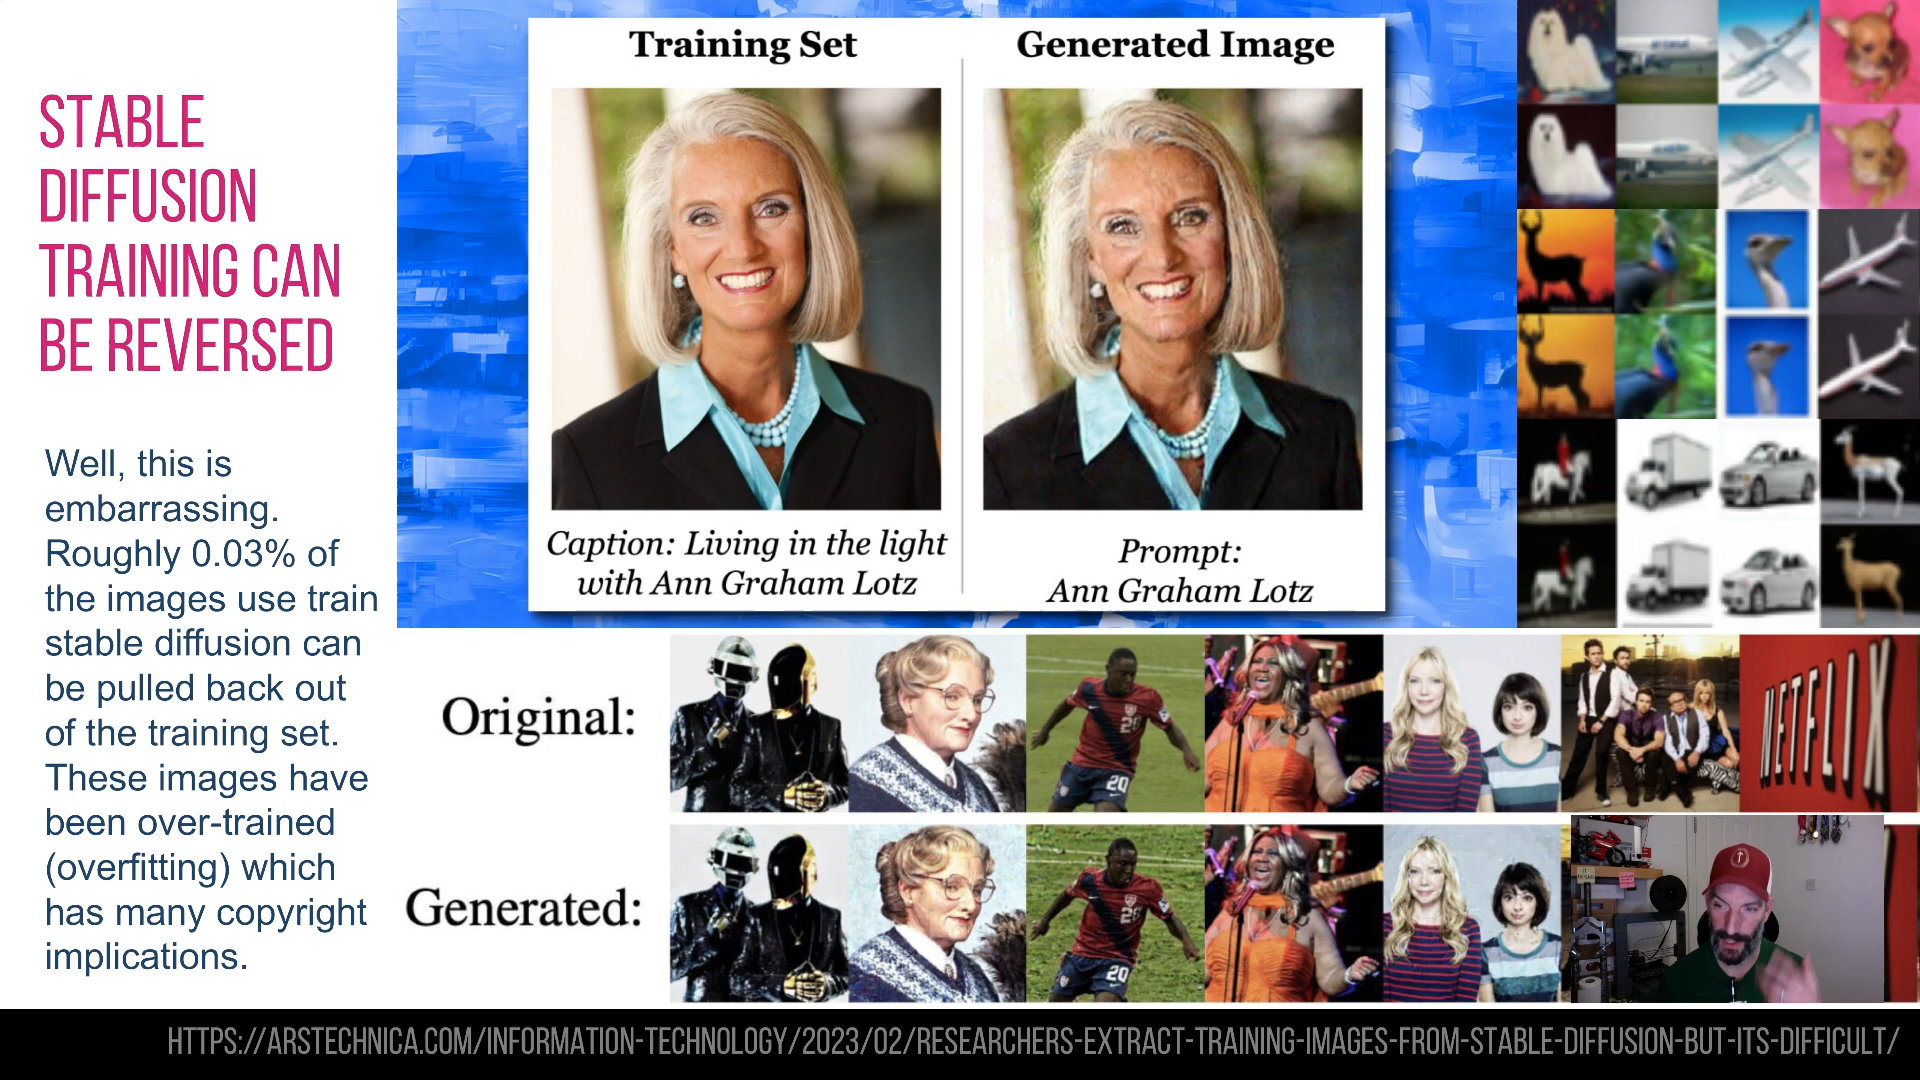 STABLE
DIFFUSION
TRAINING CAN
BE REVERSED
Well, this is
embarrassing.
Roughly 0.03% of
the images use train
stable diffusion can
be pulled back out
of the training set.
These images have
been over-trained
(overfitting) which
has many copyright
implications.
Training Set
Generated Image
Caption: Living in the light
with Ann Graham Lotz
Prompt:
Ann Graham Lotz
Original:
20
20
NETFLIX
Generated:
20
20
HTTPS://ARSTECHNICA.COM/INFORMATION-TECHNOLOGY/2023/02/RESEARCHERS-EXTRACT-TRAINING-IMAGES-FROM-STABLE-DIFFUSION-BUT-ITS-DIFFICULT/